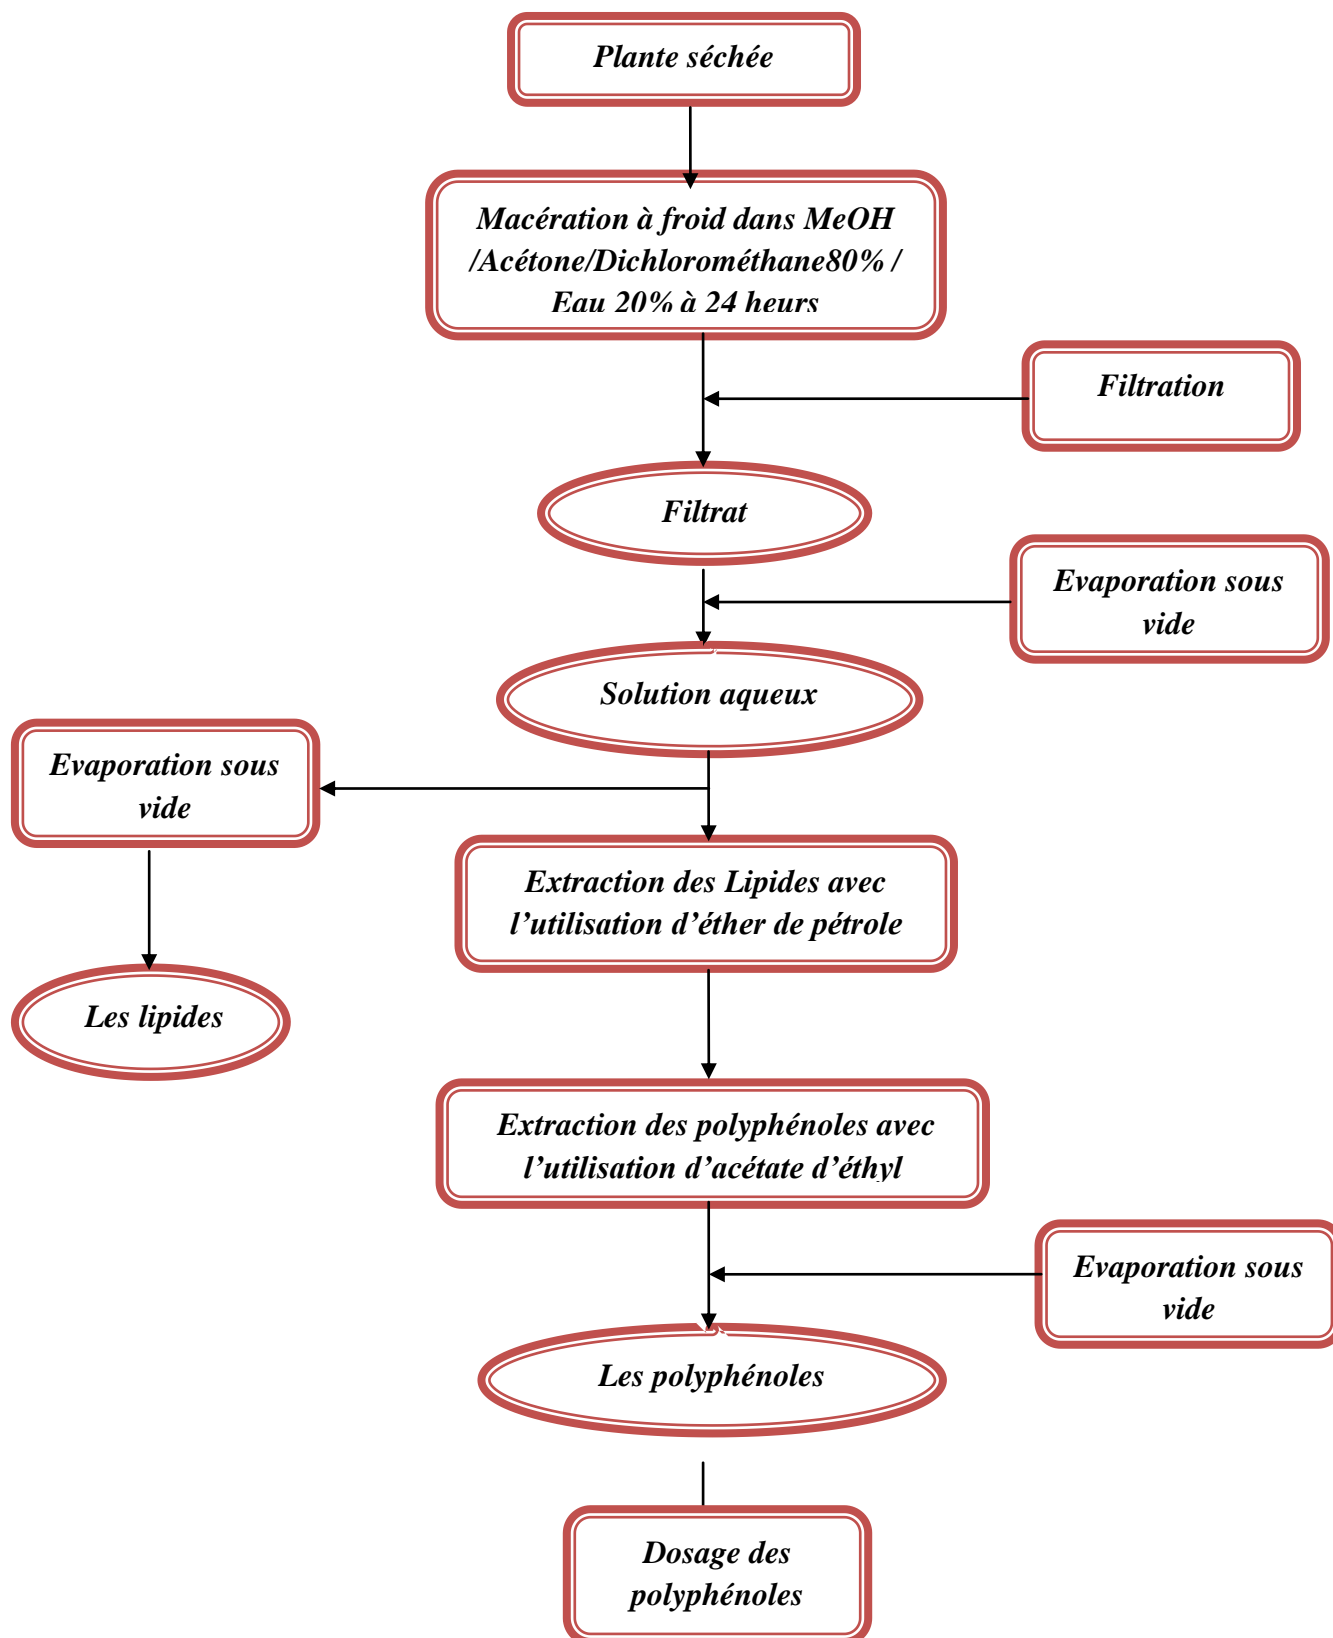 Plante séchée
Macération à froid dans MeOH
/Acétone/Dichlorométhane80% /
Eau 20% à 24 heurs
Filtration
Filtrat
Evaporation sous
vide
Solution aqueux
Evaporation sous
vide
Extraction des Lipides avec
l’utilisation d’éther de pétrole
Les lipides
Extraction des polyphénoles avec
l’utilisation d’acétate d’éthyl
Evaporation sous
vide
Les polyphénoles
Dosage des
polyphénoles